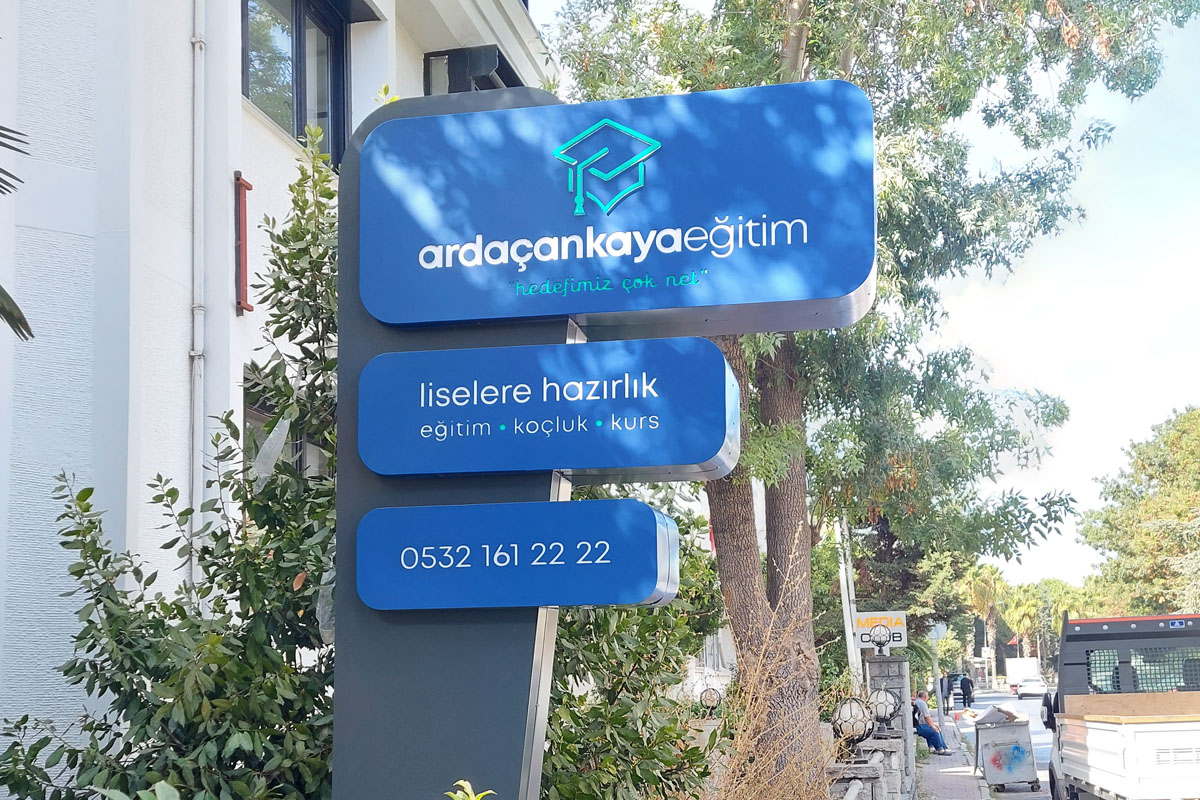 ardaçankayaeğitim
"hedefimiz çok net"
liselere hazırlık
eğitim • koçluk • kurs
0532 161 22 22
MEDIA